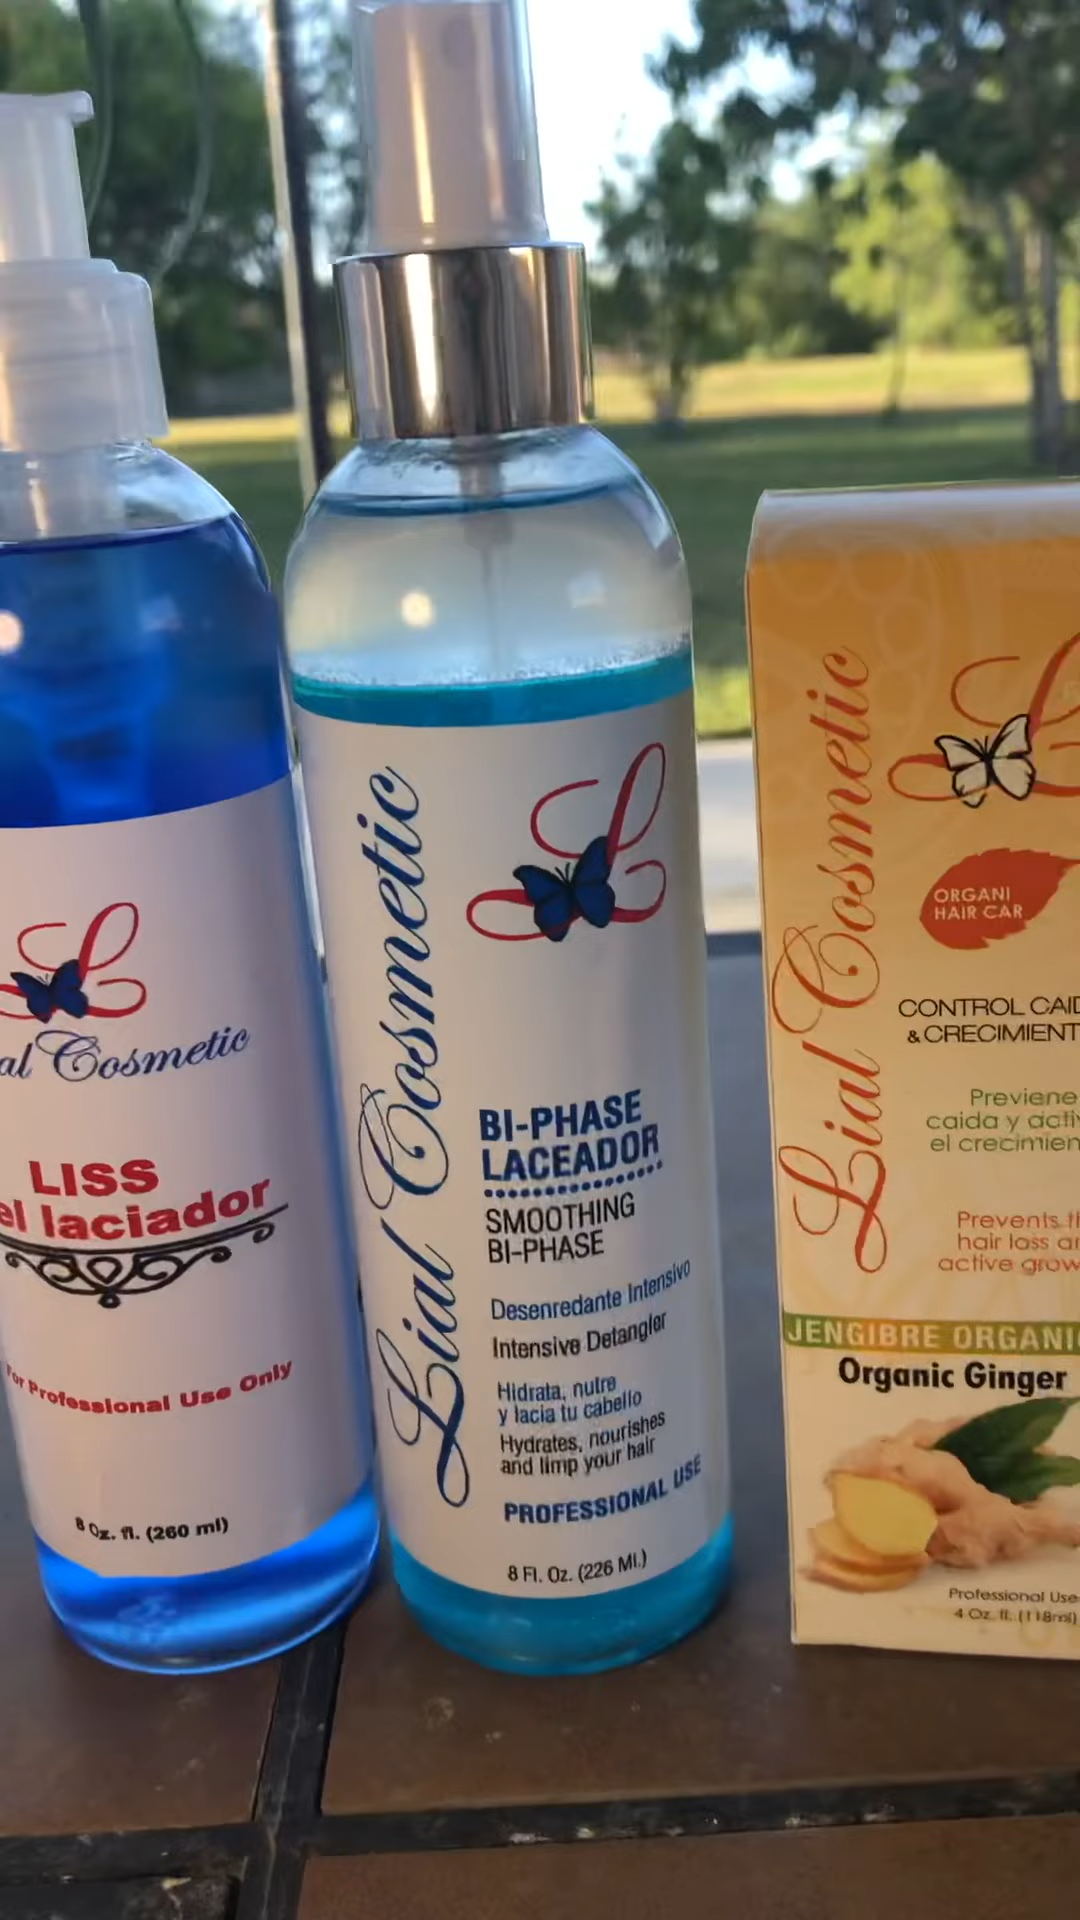 Cosmetic
LISS
laciador
For Professional Use Only
8 Oz. fl. (260 ml)
Lial Cosmetic
BI-PHASE
LACEADOR
SMOOTHING
BI-PHASE
Desenredante Intensivo
Intensive Detangler
Hidrata, nutre
y lacia tu cabello
Hydrates, nourishes
and limp your hair
PROFESSIONAL USE
8 Fl. Oz. (226 Ml.)
Lial Cosmetic
ORGANI
HAIR CAR
CONTROL CAID
& CRECIMIENT
Previene
caida y activ
el crecimien
Prevents th
hair loss an
active grow
JENGIBRE ORGANIC
Organic Ginger
Professional Use
4 Oz. fl. (118ml)